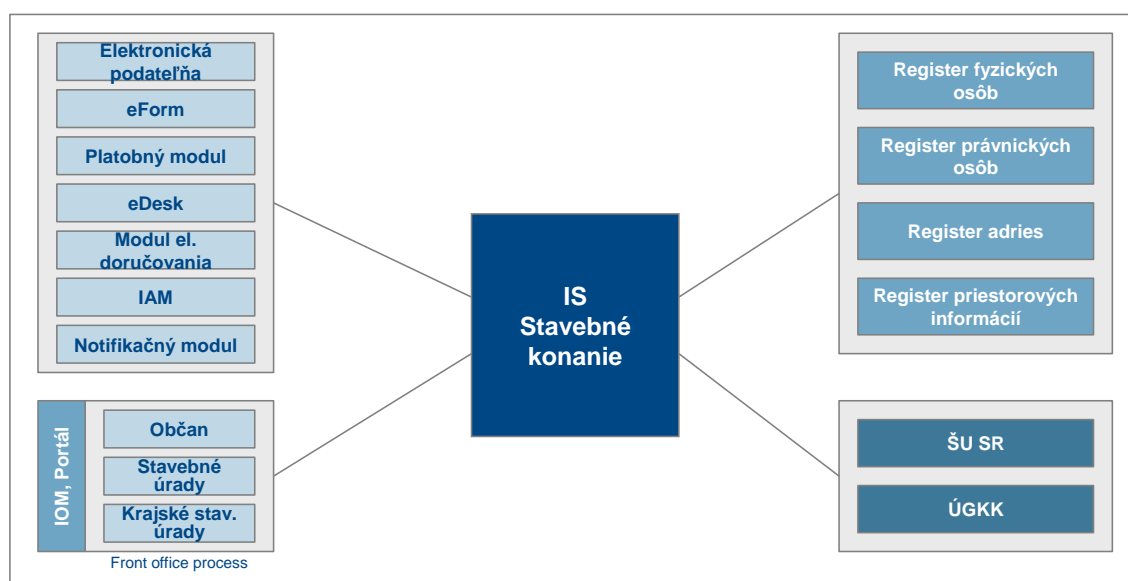 Elektronická
podateľňa
eForm
Platobný modul
eDesk
Modul el.
doručovania
IAM
Notifikačný modul
IOM, Portál
Občan
Stavebné
úrady
Krajské stav.
úrady
Front office process
IS
Stavebné
konanie
Register fyzických
osôb
Register právnických
osôb
Register adries
Register priestorových
informácií
ŠU SR
ÚGKK